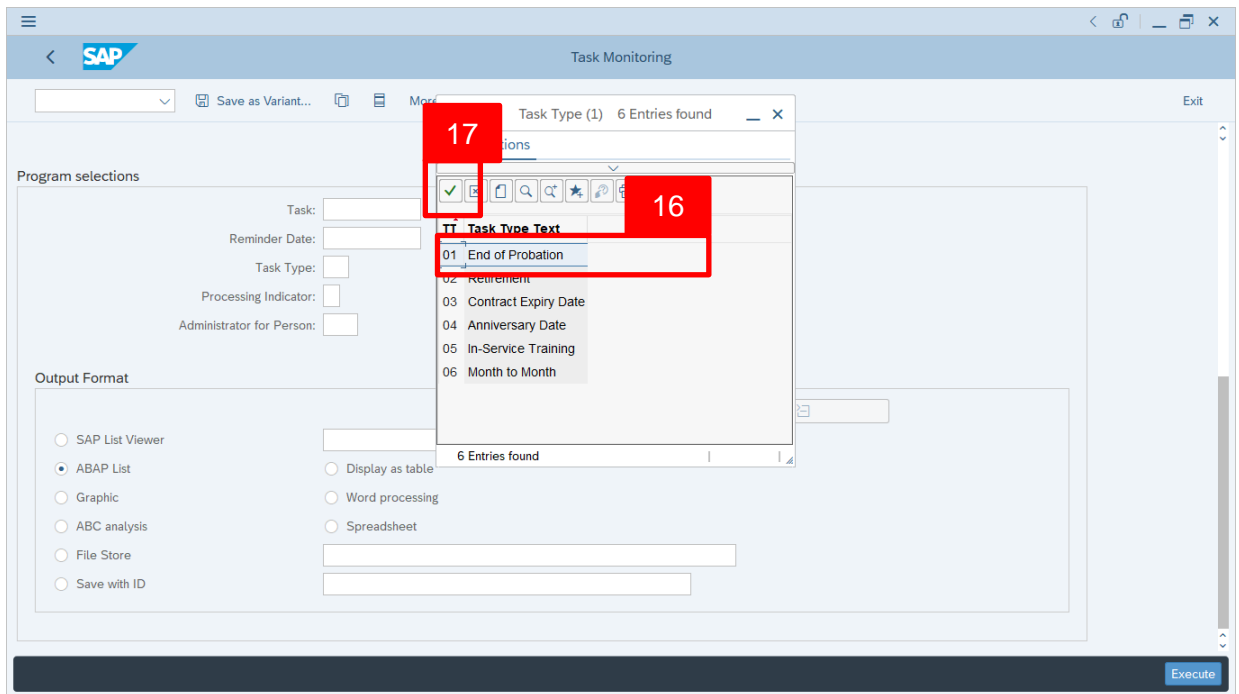 SAP
Task Monitoring
Save as Variant...
More
Exit
Task Type (1) 6 Entries found
17
ions
Program selections
16
Task:
Reminder Date:
Task Type:
Processing Indicator:
Administrator for Person:
TT Task Type Text
01 End of Probation
02 Retirement
03 Contract Expiry Date
04 Anniversary Date
05 In-Service Training
06 Month to Month
6 Entries found
Output Format
SAP List Viewer
ABAP List
Display as table
Graphic
Word processing
ABC analysis
Spreadsheet
File Store
Save with ID
Execute